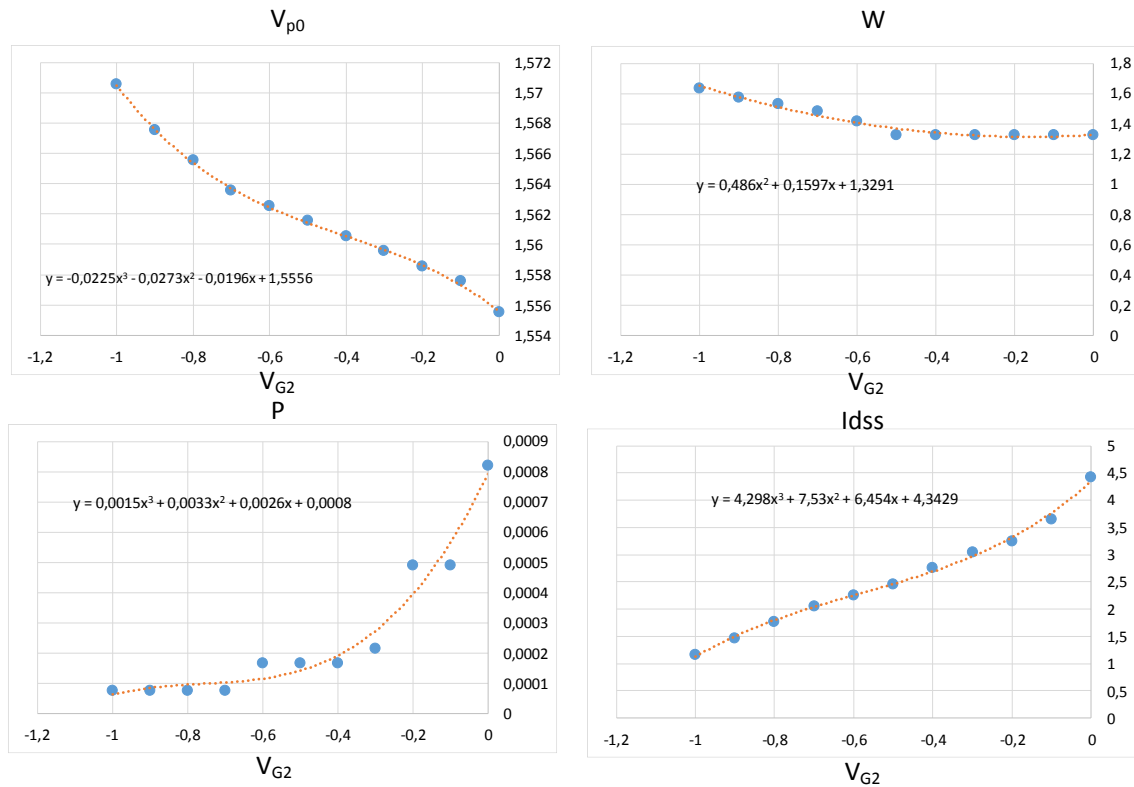 V_p0
1,572
1,57
1,568
1,566
1,564
1,562
1,56
1,558
1,556
1,554
y = -0,0225x³ - 0,0273x² - 0,0196x + 1,5556
-1,2 -1 -0,8 -0,6 -0,4 -0,2 0
V_G2
W
1,8
1,6
1,4
1,2
1
0,8
0,6
0,4
0,2
0
y = 0,486x² + 0,1597x + 1,3291
-1,2 -1 -0,8 -0,6 -0,4 -0,2 0
V_G2
P
0,0009
0,0008
0,0007
0,0006
0,0005
0,0004
0,0003
0,0002
0,0001
0
y = 0,0015x³ + 0,0033x² + 0,0026x + 0,0008
-1,2 -1 -0,8 -0,6 -0,4 -0,2 0
V_G2
Idss
5
4,5
4
3,5
3
2,5
2
1,5
1
0,5
0
y = 4,298x³ + 7,53x² + 6,454x + 4,3429
-1,2 -1 -0,8 -0,6 -0,4 -0,2 0
V_G2